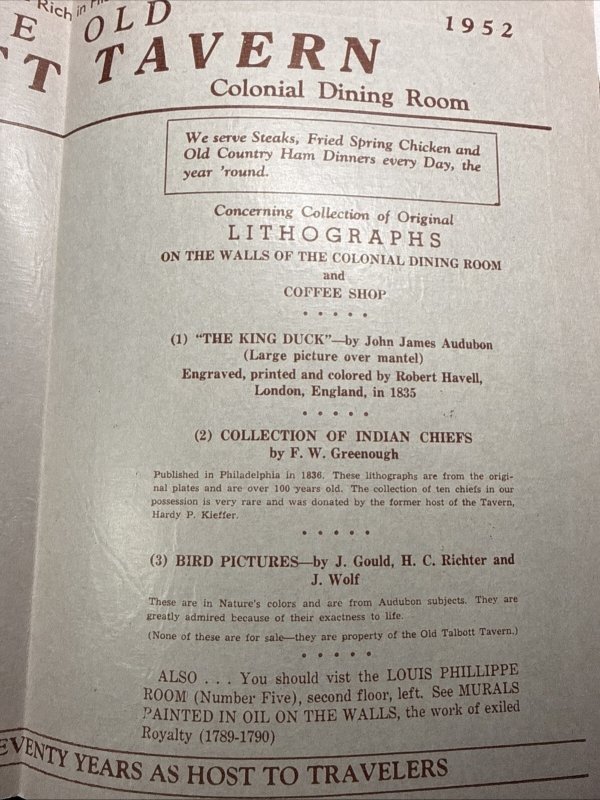 Rich in
E OLD
1952
TT TAVERN
Colonial Dining Room
We serve Steaks, Fried Spring Chicken and
Old Country Ham Dinners every Day, the
year 'round.
Concerning Collection of Original
LITHOGRAPHS
ON THE WALLS OF THE COLONIAL DINING ROOM
and
COFFEE SHOP
(1) "THE KING DUCK"—by John James Audubon
(Large picture over mantel)
Engraved, printed and colored by Robert Havell,
London, England, in 1835
(2) COLLECTION OF INDIAN CHIEFS
by F. W. Greenough
Published in Philadelphia in 1836. These lithographs are from the origi-
nal plates and are over 100 years old. The collection of ten chiefs in our
possession is very rare and was donated by the former host of the Tavern,
Hardy P. Kieffer.
(3) BIRD PICTURES—by J. Gould, H. C. Richter and
J. Wolf
These are in Nature's colors and are from Audubon subjects. They are
greatly admired because of their exactness to life.
(None of these are for sale—they are property of the Old Talbott Tavern.)
ALSO . . . You should vist the LOUIS PHILLIPPE
ROOM (Number Five), second floor, left. See MURALS
PAINTED IN OIL ON THE WALLS, the work of exiled
Royalty (1789-1790)
EVENTY YEARS AS HOST TO TRAVELERS